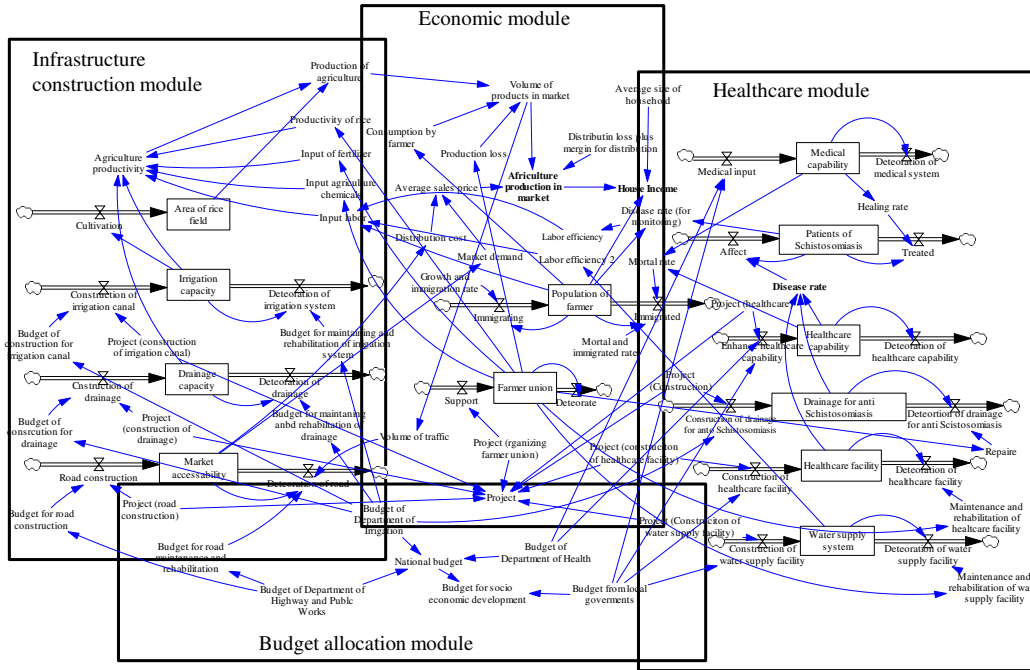 Economic module
Infrastructure
construction module
Healthcare module
Budget allocation module
Production of
agriculture
Volume of
products in market
Average size of
household
Productivity of rice
Consumption by
farmer
Distributin loss plus
margin for distribution
Agriculture
productivity
Input of fertilizer
Production loss
Africulture
production in
market
House Income
Input agriculture
chemicals
Average sales price
Input labor
Disease rate (for
monitoring)
Area of rice
field
Cultivation
Distribution cost
Market demand
Labor efficiency
Labor efficiency 2
Mortal rate
Medical input
Medical
capability
Deteoration of
medical system
Healing rate
Patients of
Schistosomiasis
Affect
Treated
Disease rate
Irrigation
capacity
Construction of
irrigation canal
Deteoration of
irrigation system
Growth and
immigration rate
Immigrating
Population of
farmer
Immigrated
Project (healthcare
Budget of
construction for
irrigation canal
Project (construction
of irrigation canal)
Budget for maintaining and
rehabilitation of irrigation
system
Mortal and
immigrated rate
Enhance healthcare
capability
Healthcare
capability
Deteoration of
healthcare capability
Drainage
capacity
Cnstruction of
drainage
Deteoration of
drainage
Farmer union
Support
Deteorate
Project
(Construction)
Drainage for anti
Schistosomiasis
Consruction of drainage
for anti Schistosomiasis
Deteortion of drainage
for anti Scistosomiasis
Budget of
consrcution for
drainage
Project
(construction of
drainage)
Budget for maintaning
anbd rehabilitation of
drainage
Volume of traffic
Project (rganizing
farmer union)
Project (construciton
of healthcare facility)
Repaire
Market
accessability
Road construction
Deteoration of road
Healthcare facility
Construction of
healthcare facility
Deteoration of
healthcare facility
Project (road
construction)
Project
Budget for road
construction
Budget of
Department of
Irrigation
Project (Construciton of
water supply facility)
Maintenance and
rehabilitation of
healtcare facility
Water supply
system
Construction of
water supply facility
Deteoration of water
supply facility
Budget for road
maintenance and
rehabilitation
National budget
Budget of
Department of Health
Budget of Department of
Highway and Publc
Works
Budget for socio
economic development
Budget from local
goverments
Maintenance and
rehabilitation of wate
supply facility